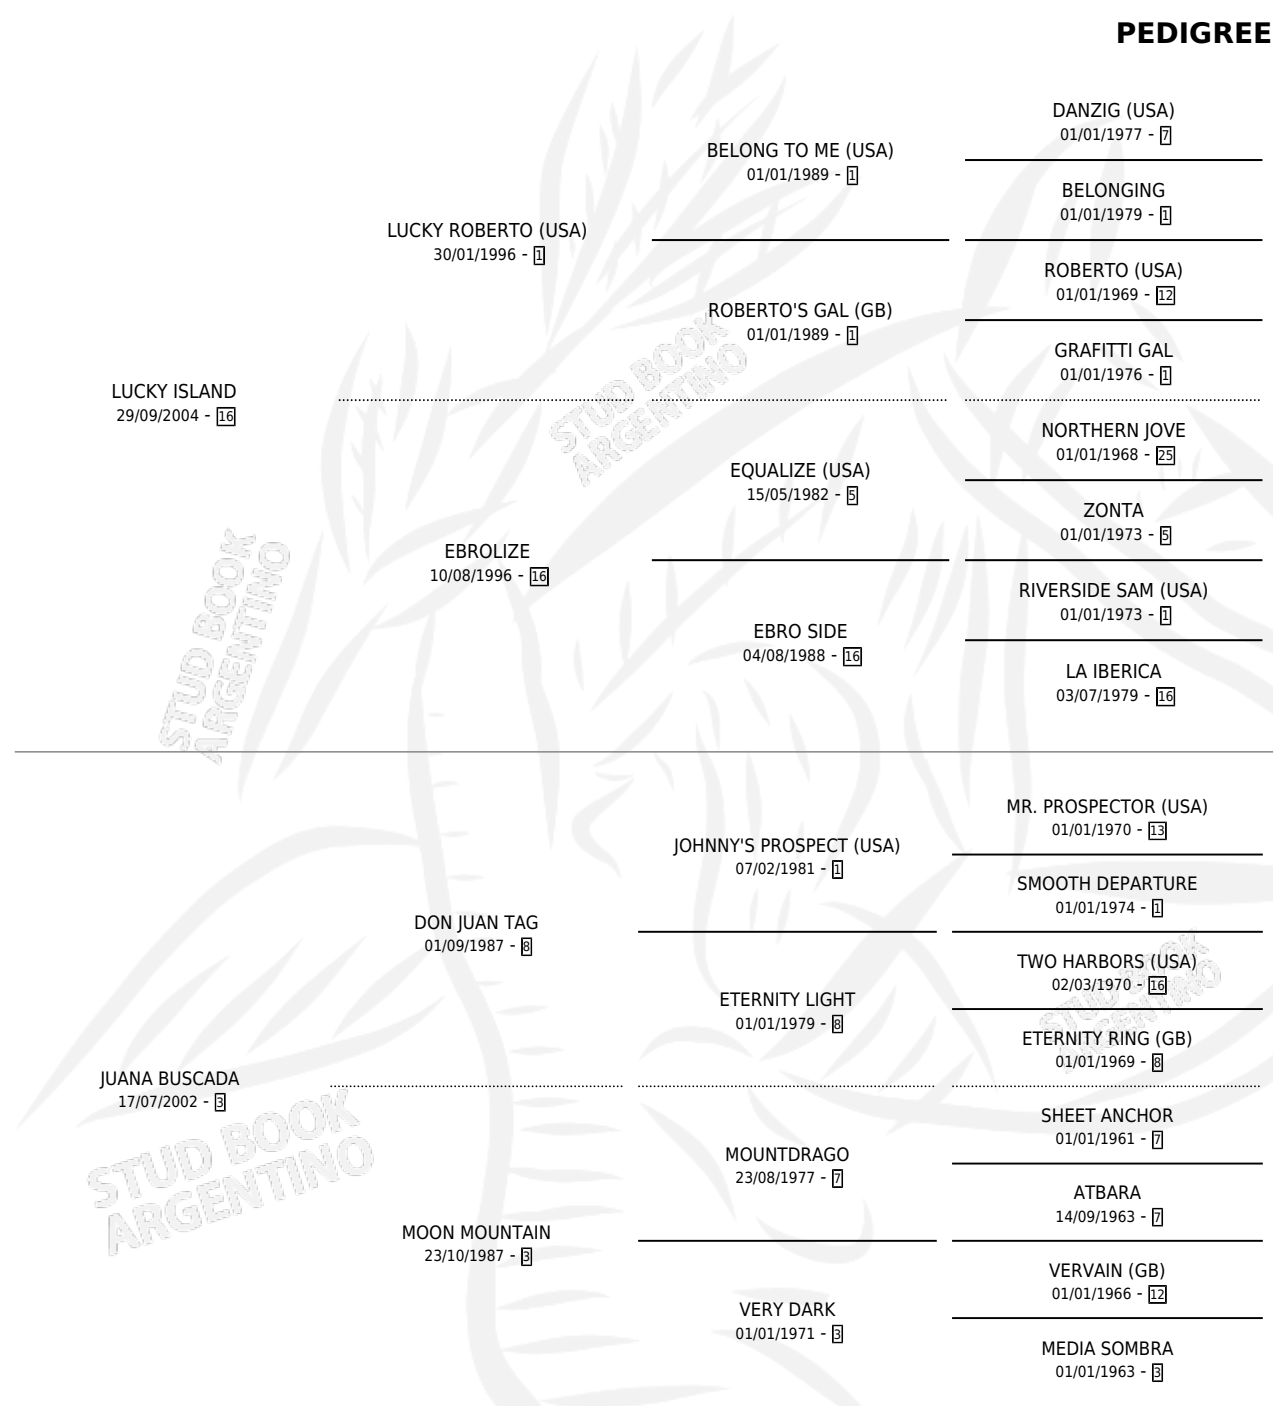 PEDIGREE
DANZIG (USA)
01/01/1977 - 7
BELONG TO ME (USA)
01/01/1989 - 1
BELONGING
01/01/1979 - 1
LUCKY ROBERTO (USA)
30/01/1996 - 1
ROBERTO (USA)
01/01/1969 - 12
ROBERTO'S GAL (GB)
01/01/1989 - 1
GRAFITTI GAL
01/01/1976 - 1
LUCKY ISLAND
29/09/2004 - 16
NORTHERN JOVE
01/01/1968 - 25
EQUALIZE (USA)
15/05/1982 - 5
ZONTA
01/01/1973 - 5
EBROLIZE
10/08/1996 - 16
RIVERSIDE SAM (USA)
01/01/1973 - 1
EBRO SIDE
04/08/1988 - 16
LA IBERICA
03/07/1979 - 16
MR. PROSPECTOR (USA)
01/01/1970 - 13
JOHNNY'S PROSPECT (USA)
07/02/1981 - 1
SMOOTH DEPARTURE
01/01/1974 - 1
DON JUAN TAG
01/09/1987 - 8
TWO HARBORS (USA)
02/03/1970 - 16
ETERNITY LIGHT
01/01/1979 - 8
ETERNITY RING (GB)
01/01/1969 - 8
JUANA BUSCADA
17/07/2002 - 3
SHEET ANCHOR
01/01/1961 - 7
MOUNTDRAGO
23/08/1977 - 7
ATBARA
14/09/1963 - 7
MOON MOUNTAIN
23/10/1987 - 3
VERVAIN (GB)
01/01/1966 - 12
VERY DARK
01/01/1971 - 3
MEDIA SOMBRA
01/01/1963 - 3
STUD BOOK
ARGENTINO
STUD BOOK
ARGENTINO
STUD BOOK
ARGENTINO
STUD BOOK
ARGENTINO